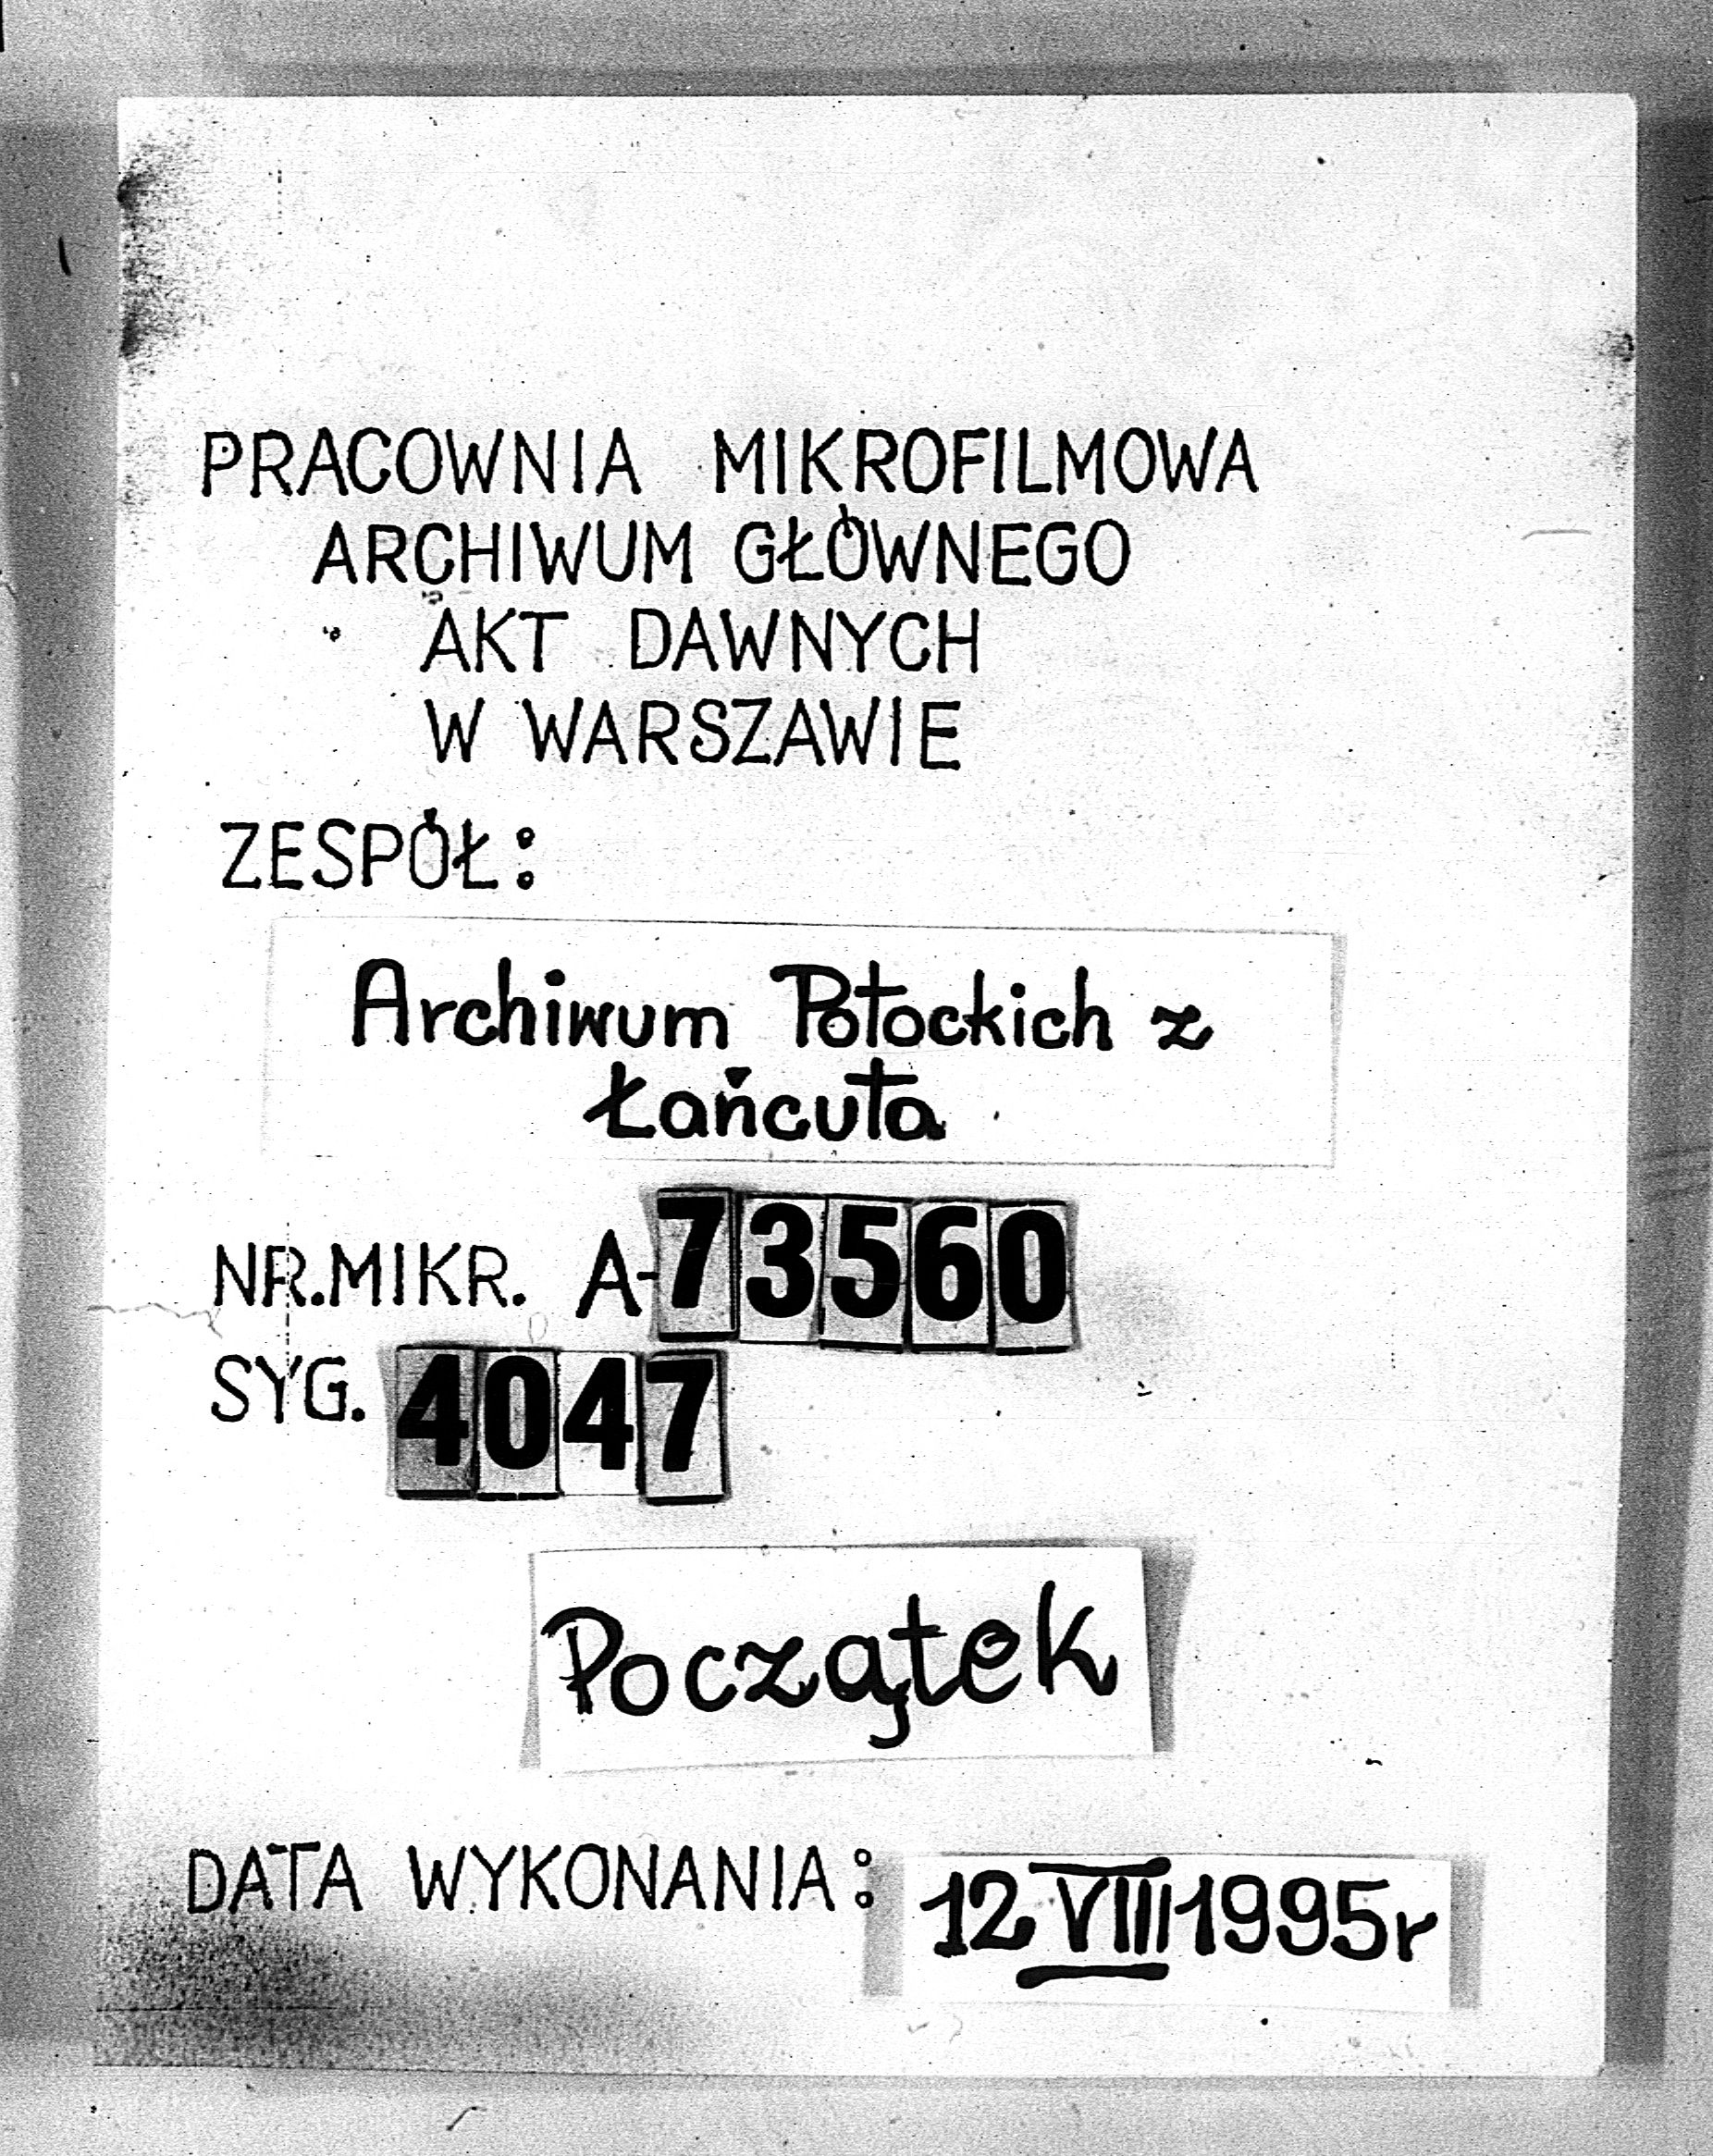 PRACOWNIA MIKROFILMOWA
ARCHIWUM GŁÓWNEGO
AKT DAWNYCH
W WARSZAWIE
ZESPÓŁ:
Archiwum Potockich z
Łańcuta
NR.MIKR. A-73560
SYG. 4047
Początek
DATA WYKONANIA: 12 VIII 1995r